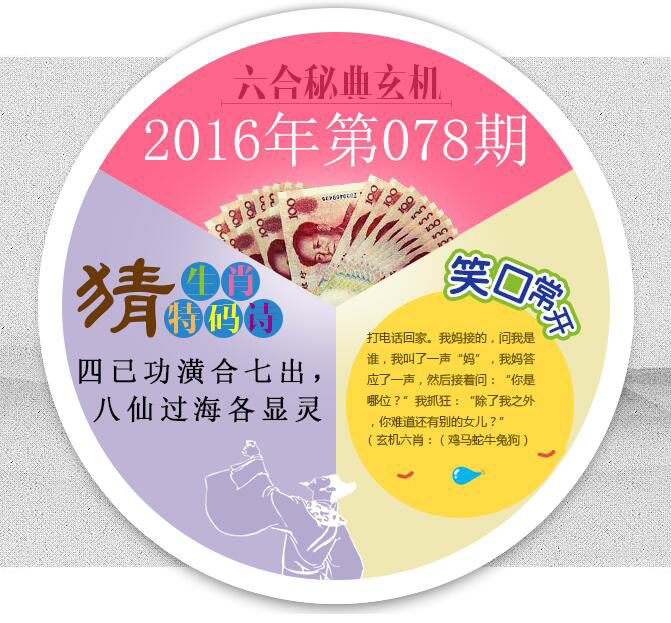 六合秘典玄机
2016年第078期
猜生肖
特码诗
四已功潢合七出，
八仙过海各显灵
笑口常开
打电话回家。我妈接的，问我是
谁，我叫了一声“妈”，我妈答
应了一声，然后接着问：“你是
哪位？”我抓狂：“除了我之外
，你难道还有别的女儿？”
（玄机六肖：（鸡马蛇牛兔狗）